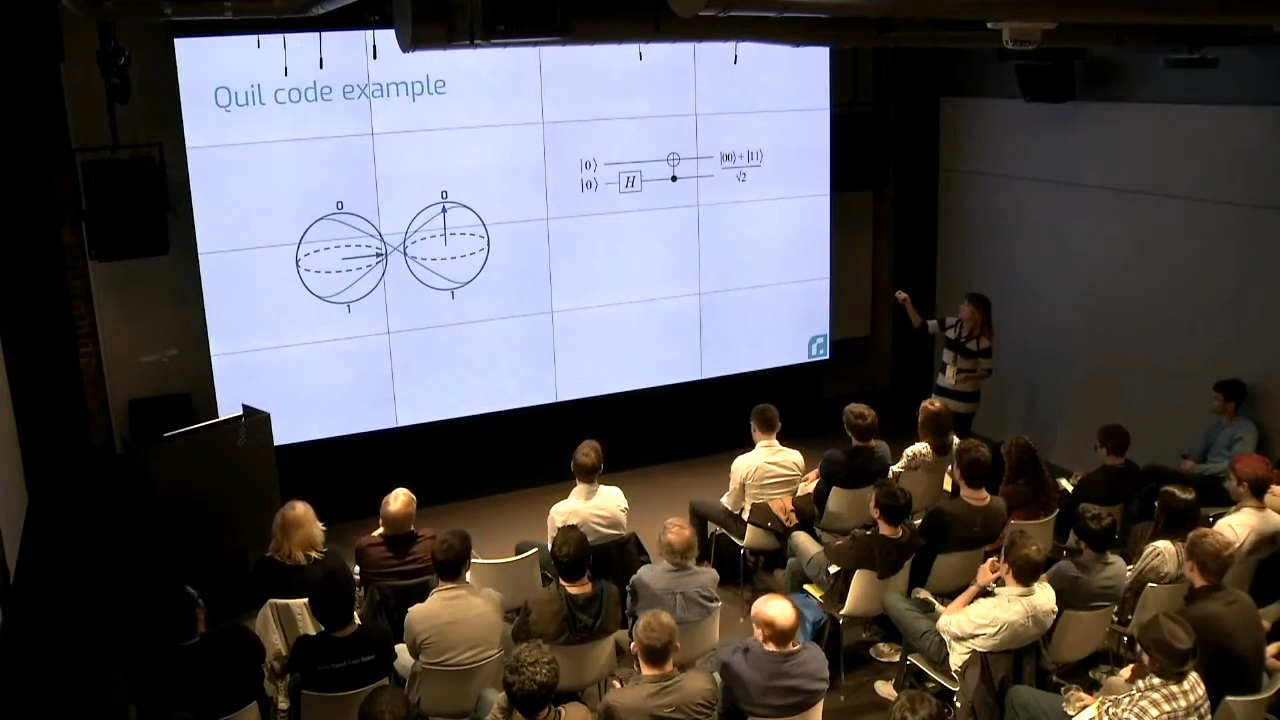 Quil code example
0
0
1
1
|0⟩
|0⟩
H
|00⟩ + |11⟩
√2